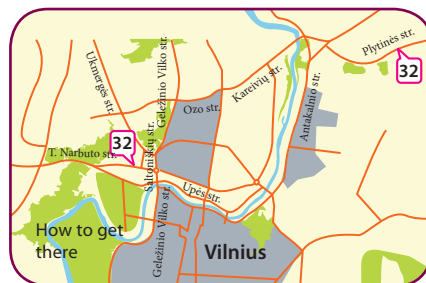 Plytinės str.
32
Ukmergės str.
Geležinio Vilko str.
Kareivių str.
Ozo str.
Antakalnio str.
32
T. Narbuto str.
Saltoniškių str.
Upės str.
Geležinio Vilko str.
How to get
there
Vilnius